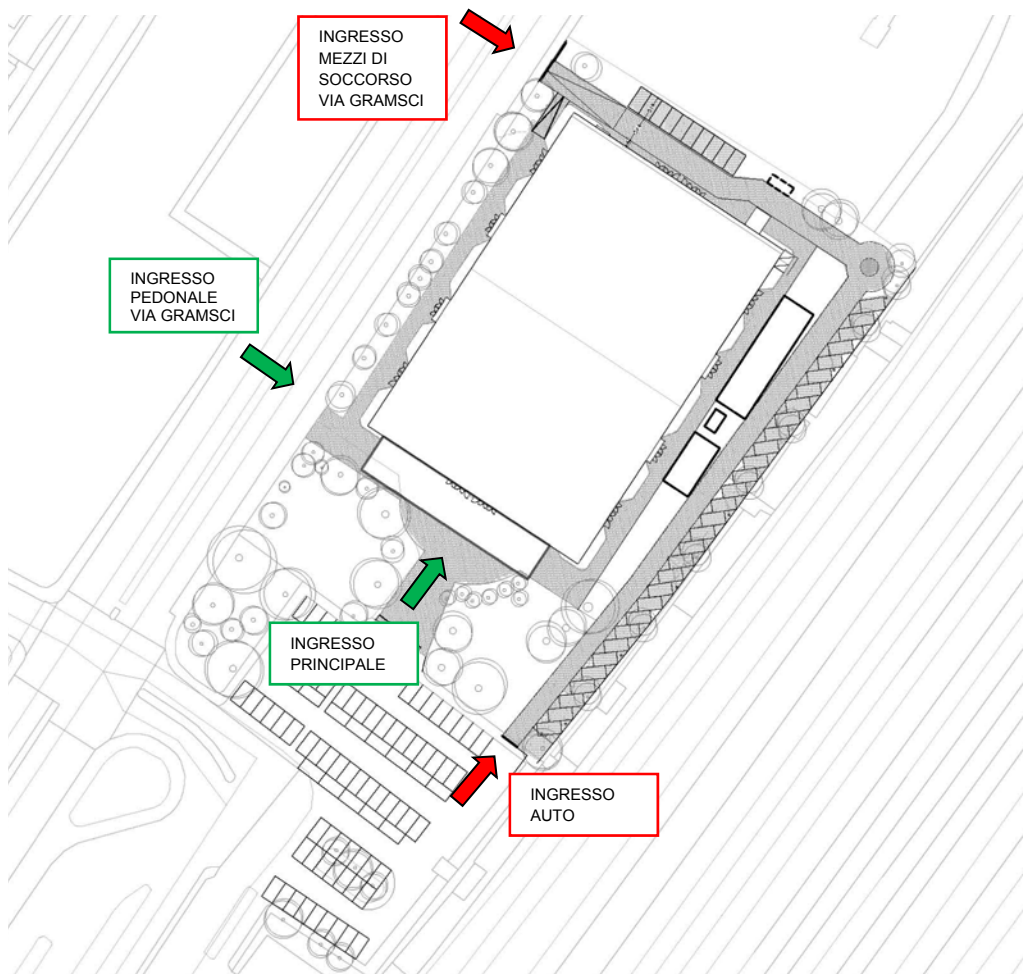 INGRESSO
MEZZI DI
SOCCORSO
VIA GRAMSCI
INGRESSO
PEDONALE
VIA GRAMSCI
INGRESSO
PRINCIPALE
INGRESSO
AUTO